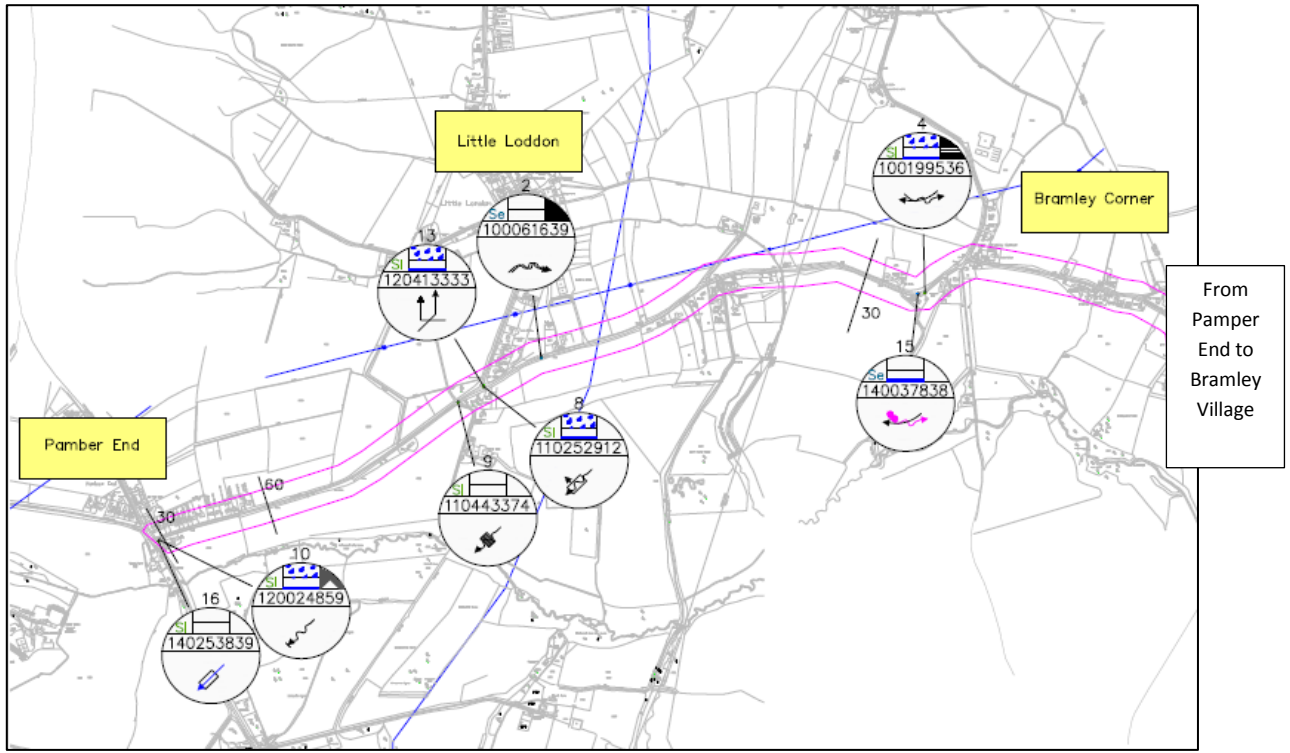 Little Loddon
Little London
2
Se
100061639
13
Sl
120413333
4
Sl
100199536
Bramley Corner
From
Pamper
End to
Bramley
Village
30
15
Se
140037838
8
Sl
110252912
9
Sl
110443374
Pamber End
60
30
10
Sl
120024859
16
Sl
140253839